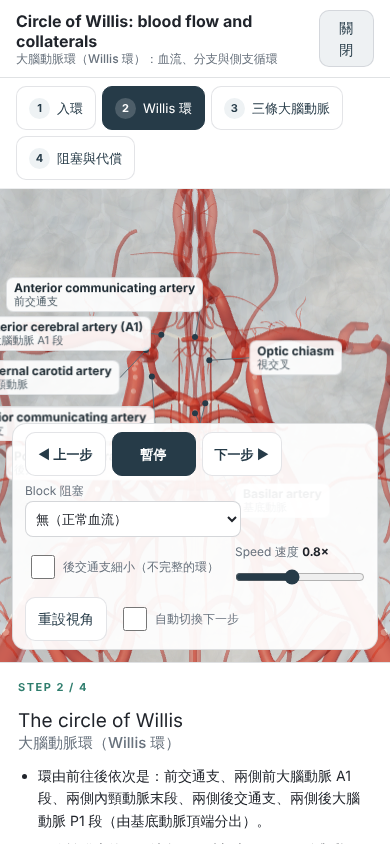 Circle of Willis: blood flow and
collaterals
大腦動脈環（Willis 環）：血流、分支與側支循環
關
閉
1 入環
2 Willis 環
3 三條大腦動脈
4 阻塞與代償
Anterior communicating artery
前交通支
erior cerebral artery (A1)
腦動脈 A1 段
Optic chiasm
視交叉
ernal carotid artery
頸動脈
ior communicating artery
◀ 上一步
暫停
下一步 ▶
Block 阻塞
無（正常血流）
Basilar artery
後交通支細小（不完整的環）
Speed 速度 0.8×
重設視角
自動切換下一步
STEP 2 / 4
The circle of Willis
大腦動脈環（Willis 環）
• 環由前往後依次是：前交通支、兩側前大腦動脈 A1
段、兩側內頸動脈末段、兩側後交通支、兩側後大腦
動脈 P1 段（由基底動脈頂端分出）。